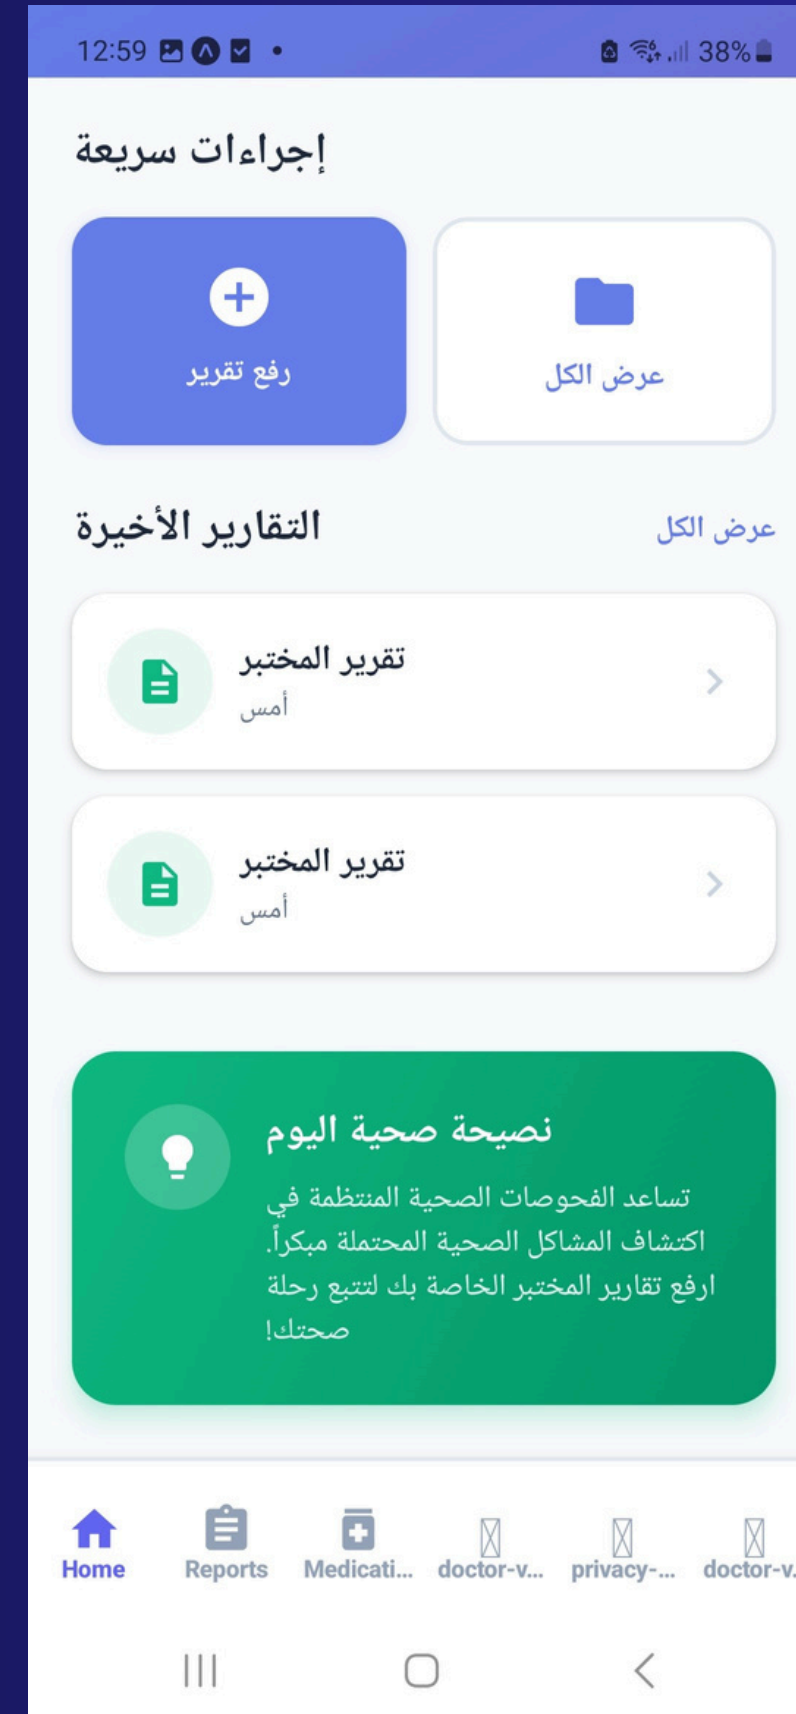 12:59
38%
إجراءات سريعة
رفع تقرير
عرض الكل
التقارير الأخيرة
عرض الكل
تقرير المختبر
أمس
تقرير المختبر
أمس
نصيحة صحية اليوم
تساعد الفحوصات الصحية المنتظمة في
اكتشاف المشاكل الصحية المحتملة مبكراً.
ارفع تقارير المختبر الخاصة بك لتتبع رحلة
صحتك!
Home
Reports
Medicati...
doctor-v...
privacy-...
doctor-v.